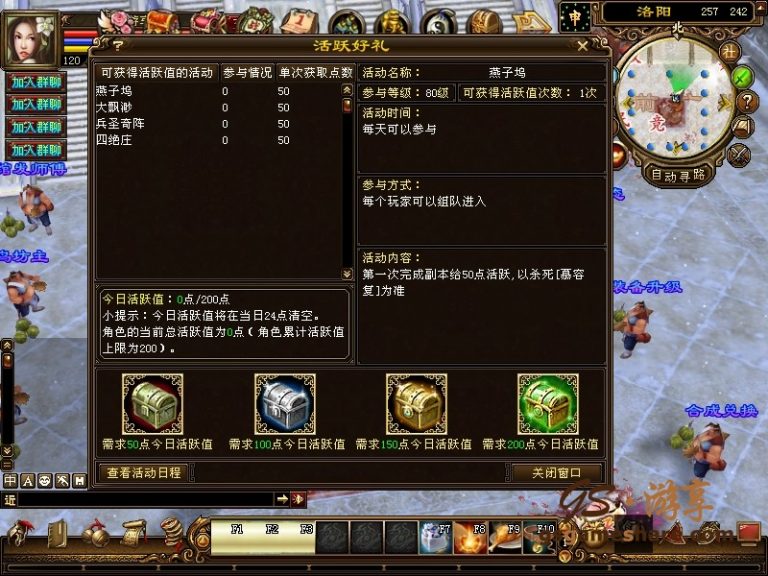 活跃好礼
洛阳 257 242
北
申
社
120
加入群聊
加入群聊
加入群聊
加入群聊
可获得活跃值的活动 参与情况 单次获取点数
燕子坞 0 50
大飘渺 0 50
兵圣奇阵 0 50
四绝庄 0 50
活动名称： 燕子坞
参与等级：80级 可获得活跃值次数： 1次
活动时间：
每天可以参与
参与方式：
每个玩家可以组队进入
活动内容：
第一次完成副本给50点活跃,以杀死[慕容
复]为准
今日活跃值：0点/200点
小提示：今日活跃值将在当日24点清空。
角色的当前总活跃值为0点（角色累计活跃值
上限为200）。
需求50点今日活跃值 需求100点今日活跃值 需求150点今日活跃值 需求200点今日活跃值
查看活动日程 关闭窗口
自动寻路
竞
装备升级
合成兑换
坊主
中 A M
近
F1 F2 F3 F7 F8 F9 F10
GS 游享